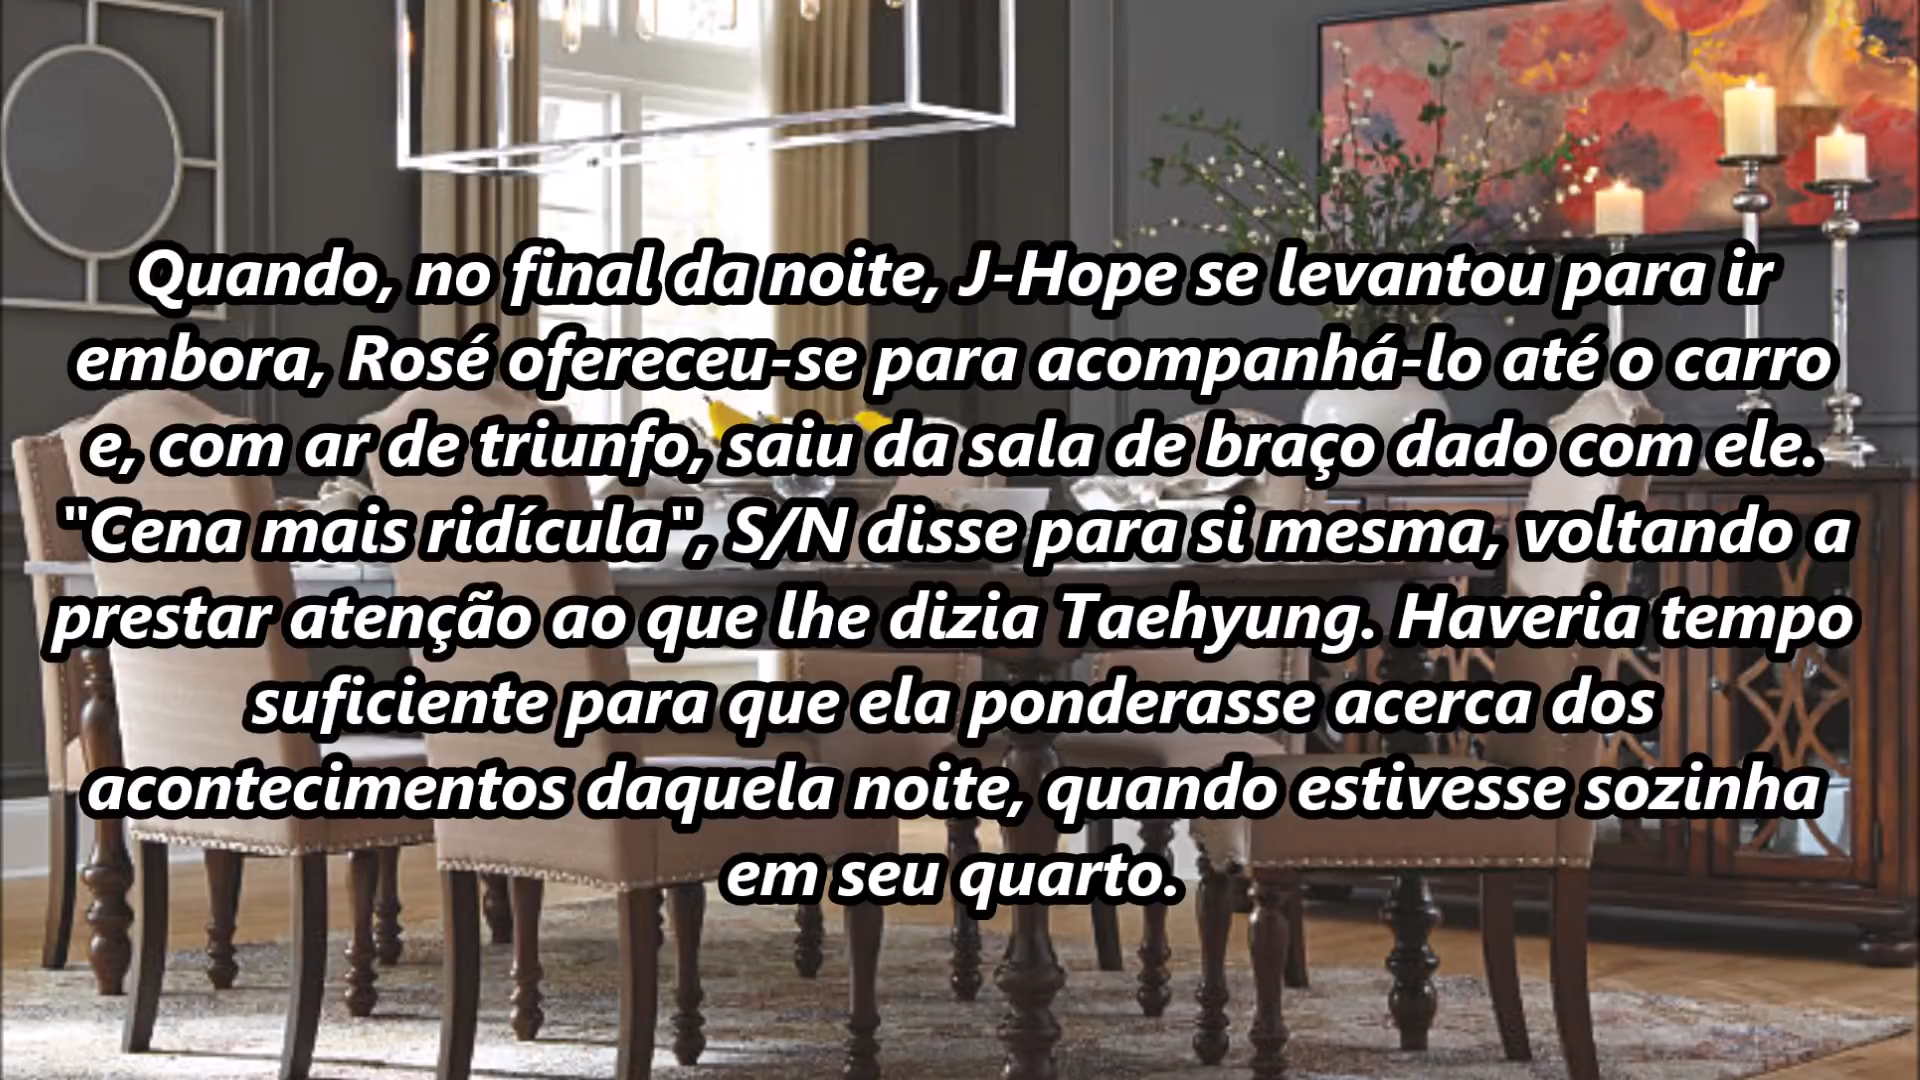 Quando, no final da noite, J-Hope se levantou para ir
embora, Rosé ofereceu-se para acompanhá-lo até o carro
e, com ar de triunfo, saiu da sala de braço dado com ele.
"Cena mais ridícula", S/N disse para si mesma, voltando a
prestar atenção ao que lhe dizia Taehyung. Haveria tempo
suficiente para que ela ponderasse acerca dos
acontecimentos daquela noite, quando estivesse sozinha
em seu quarto.